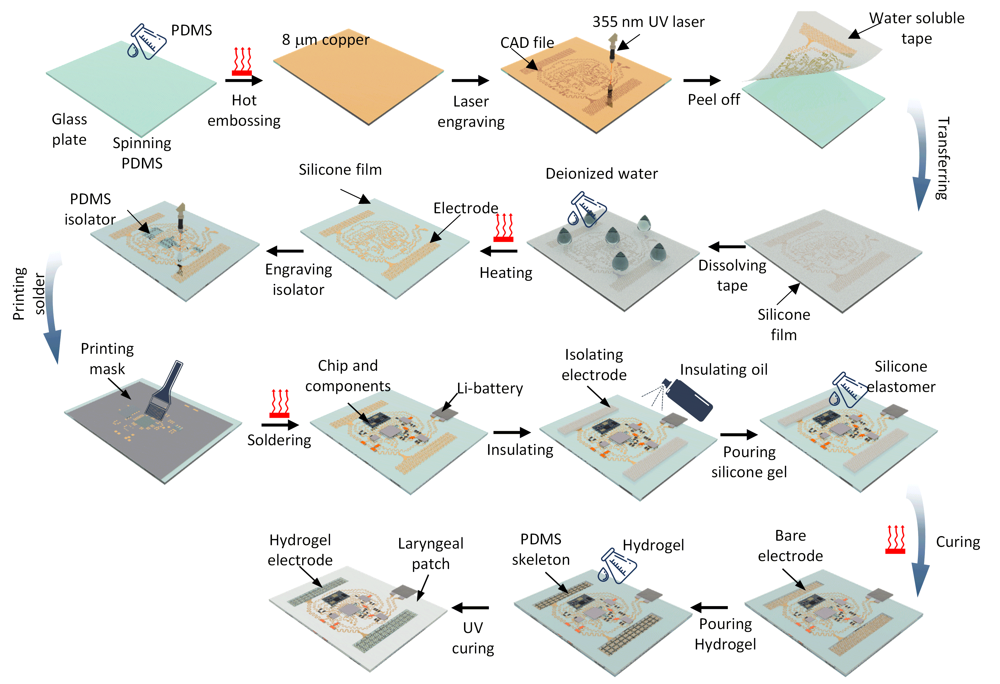 PDMS
Glass
plate
Spinning
PDMS
Hot
embossing
8 μm copper
Laser
engraving
CAD file
355 nm UV laser
Peel off
Water soluble
tape
Transferring
Silicone
film
Dissolving
tape
Deionized water
Heating
Silicone film
Electrode
Engraving
isolator
PDMS
isolator
Printing
solder
Printing
mask
Soldering
Chip and
components
Li-battery
Insulating
Isolating
electrode
Insulating oil
Pouring
silicone gel
Silicone
elastomer
Curing
Bare
electrode
Pouring
Hydrogel
PDMS
skeleton
Hydrogel
UV
curing
Hydrogel
electrode
Laryngeal
patch